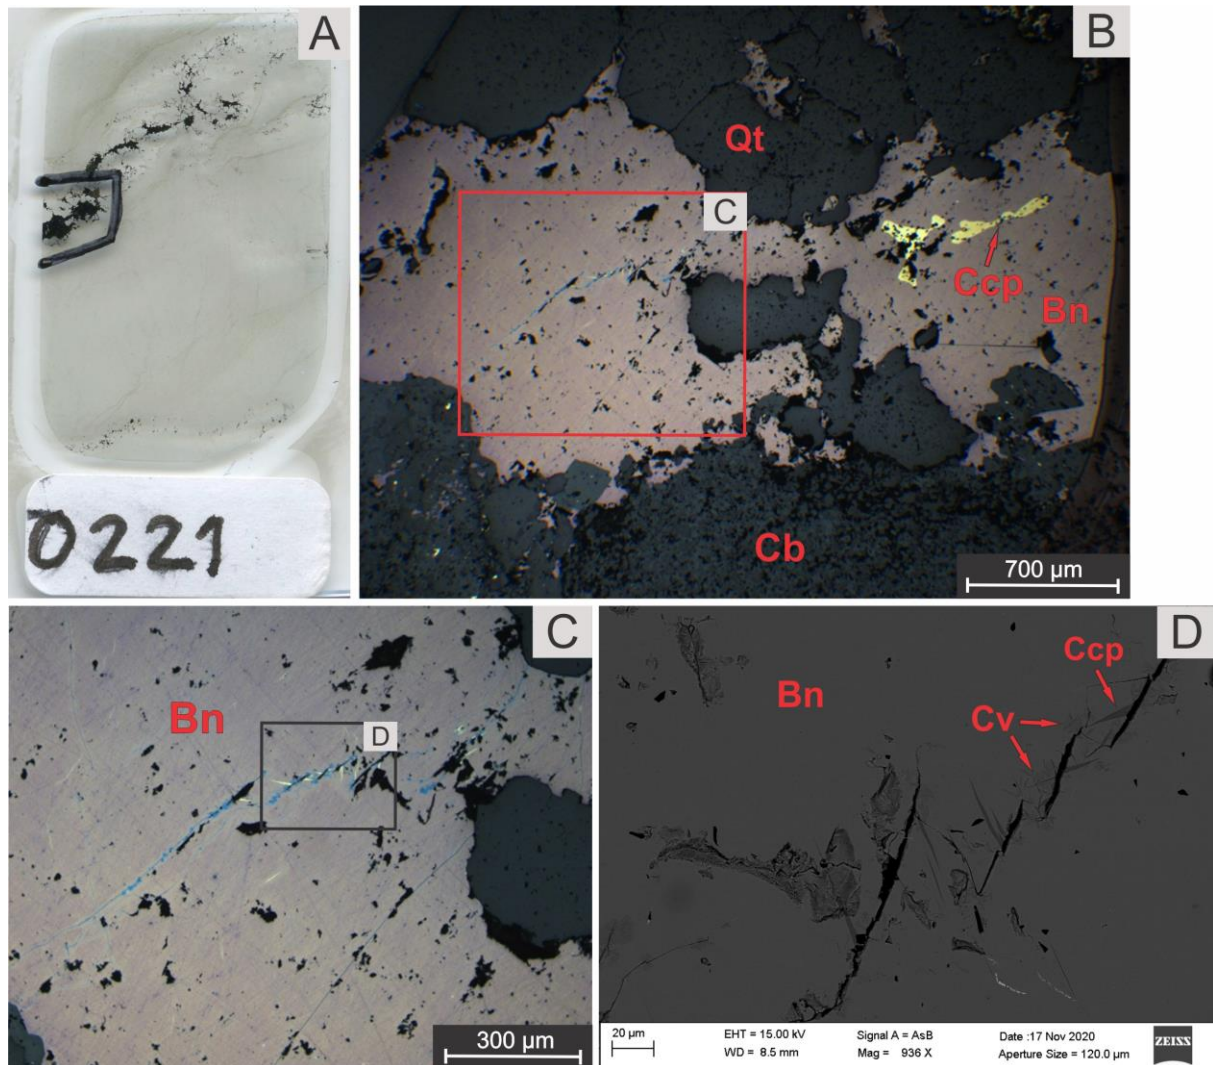 A
0221
B
Qt
C
Ccp
Bn
Cb
700 µm
C
Bn
D
300 µm
D
Ccp
Bn
Cv
20 µm
EHT = 15.00 kV
Signal A = AsB
Date :17 Nov 2020
WD = 8.5 mm
Mag = 936 X
Aperture Size = 120.0 µm
ZEISS